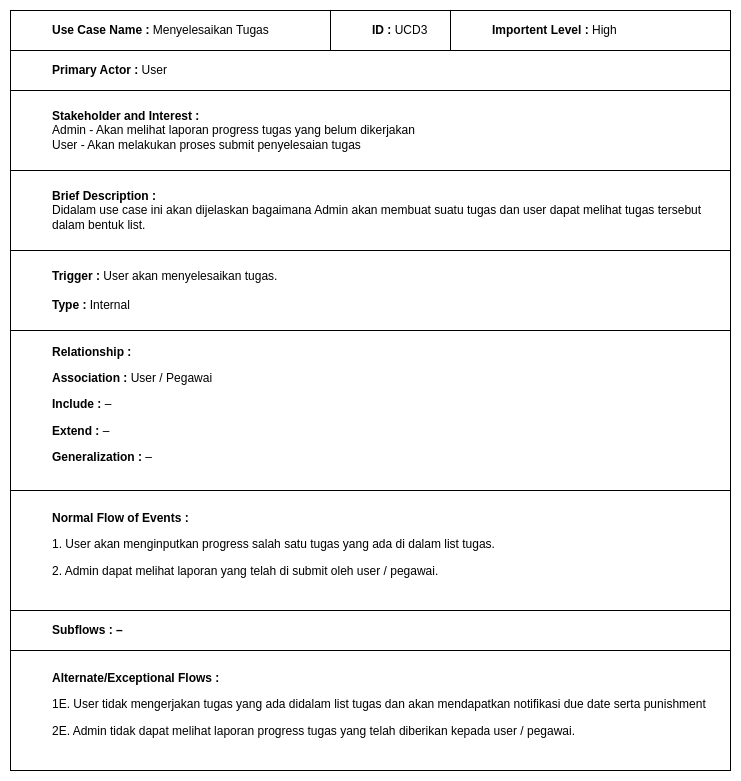 Use Case Name : Menyelesaikan Tugas
ID : UCD3
Importent Level : High
Primary Actor : User
Stakeholder and Interest :
Admin - Akan melihat laporan progress tugas yang belum dikerjakan
User - Akan melakukan proses submit penyelesaian tugas
Brief Description :
Didalam use case ini akan dijelaskan bagaimana Admin akan membuat suatu tugas dan user dapat melihat tugas tersebut
dalam bentuk list.
Trigger : User akan menyelesaikan tugas.
Type : Internal
Relationship :
Association : User / Pegawai
Include : –
Extend : –
Generalization : –
Normal Flow of Events :
1. User akan menginputkan progress salah satu tugas yang ada di dalam list tugas.
2. Admin dapat melihat laporan yang telah di submit oleh user / pegawai.
Subflows : –
Alternate/Exceptional Flows :
1E. User tidak mengerjakan tugas yang ada didalam list tugas dan akan mendapatkan notifikasi due date serta punishment
2E. Admin tidak dapat melihat laporan progress tugas yang telah diberikan kepada user / pegawai.